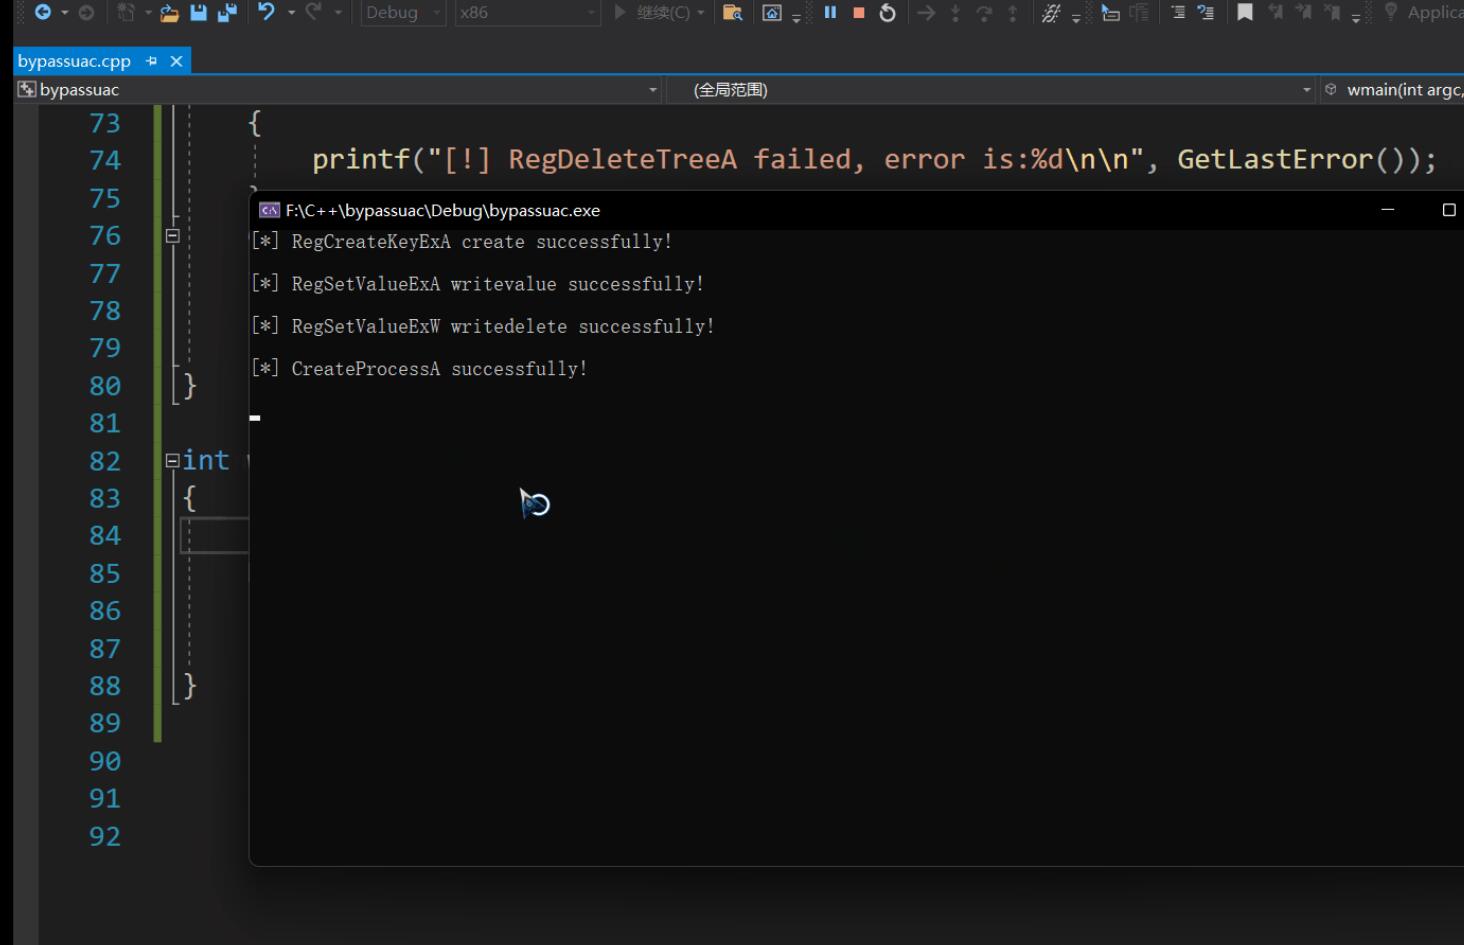 Debug
x86
继续(C)
Applica
bypassuac.cpp
bypassuac
(全局范围)
wmain(int argc,
73 {
74 printf("[!] RegDeleteTreeA failed, error is:%d\n\n", GetLastError());
75
76
77
78
79
80 }
81
82 int
83 {
84
85
86
87
88 }
89
90
91
92
F:\C++\bypassuac\Debug\bypassuac.exe
[*] RegCreateKeyExA create successfully!
[*] RegSetValueExA writevalue successfully!
[*] RegSetValueExW writedelete successfully!
[*] CreateProcessA successfully!